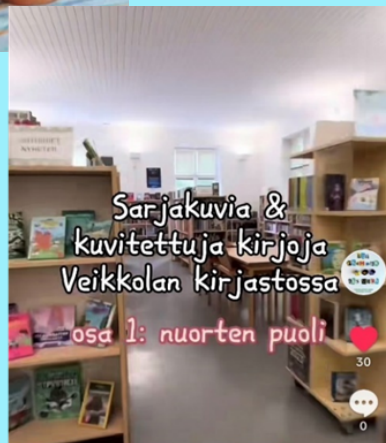 Sarjakuvia &
kuvitettuja kirjoja
Veikkolan kirjastossa
osa 1: nuorten puoli
30
0